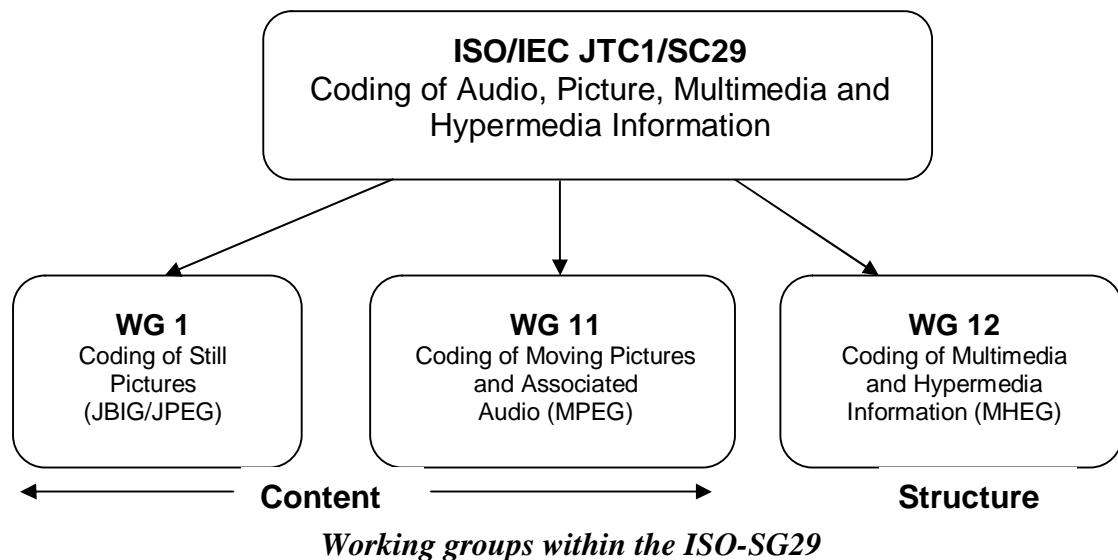 ISO/IEC JTC1/SC29
Coding of Audio, Picture, Multimedia and
Hypermedia Information
WG 1
Coding of Still
Pictures
(JBIG/JPEG)
WG 11
Coding of Moving Pictures
and Associated
Audio (MPEG)
WG 12
Coding of Multimedia
and Hypermedia
Information (MHEG)
Content
Structure
Working groups within the ISO-SG29